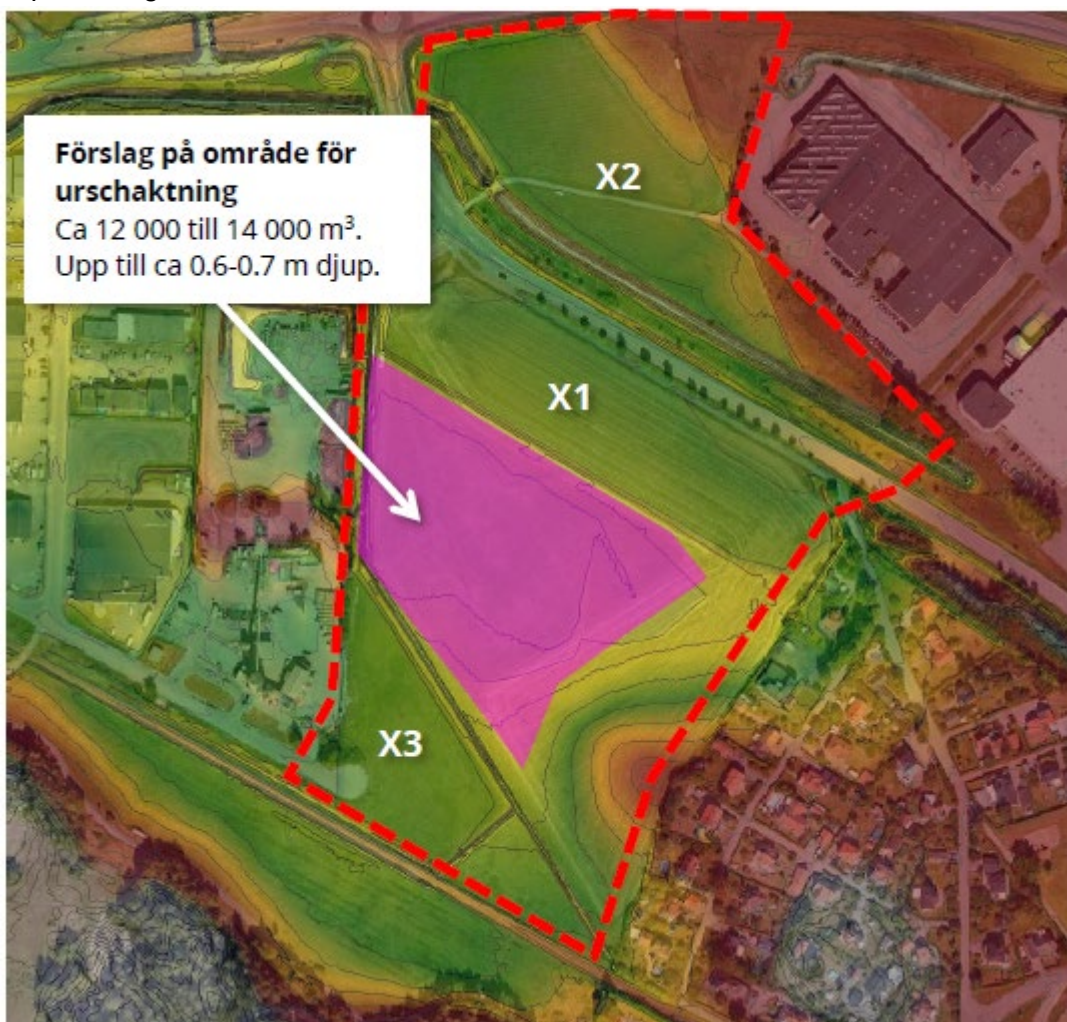 Förslag på område för
urschaktning
Ca 12 000 till 14 000 m³.
Upp till ca 0.6-0.7 m djup.
X2
X1
X3